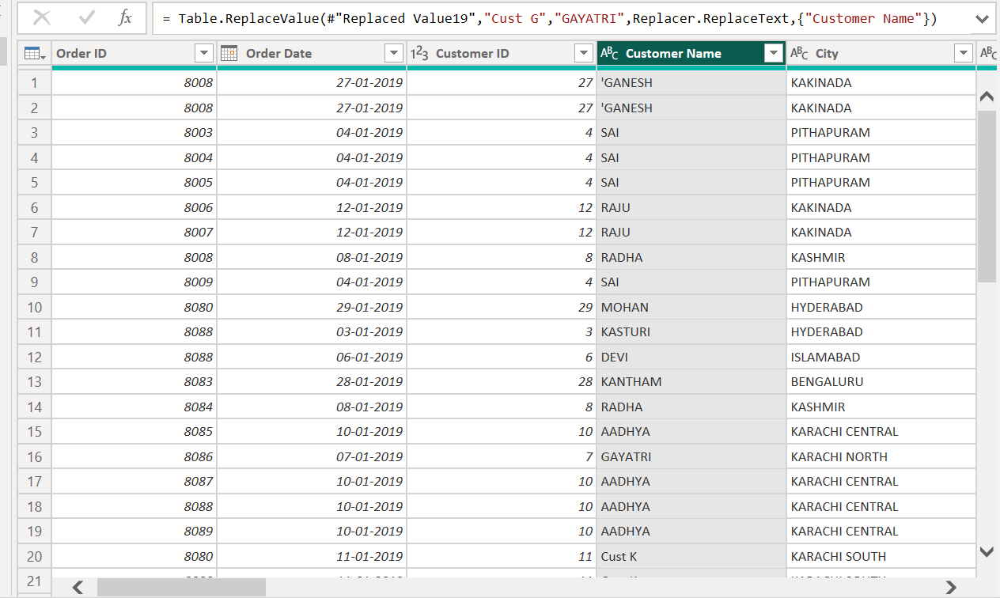 fx = Table.ReplaceValue(#"Replaced Value19","Cust G","GAYATRI",Replacer.ReplaceText,{"Customer Name"})
Order ID Order Date 123 Customer ID ABC Customer Name ABC City ABC
1 8008 27-01-2019 27 'GANESH KAKINADA
2 8008 27-01-2019 27 'GANESH KAKINADA
3 8003 04-01-2019 4 SAI PITHAPURAM
4 8004 04-01-2019 4 SAI PITHAPURAM
5 8005 04-01-2019 4 SAI PITHAPURAM
6 8006 12-01-2019 12 RAJU KAKINADA
7 8007 12-01-2019 12 RAJU KAKINADA
8 8008 08-01-2019 8 RADHA KASHMIR
9 8009 04-01-2019 4 SAI PITHAPURAM
10 8080 29-01-2019 29 MOHAN HYDERABAD
11 8088 03-01-2019 3 KASTURI HYDERABAD
12 8088 06-01-2019 6 DEVI ISLAMABAD
13 8083 28-01-2019 28 KANTHAM BENGALURU
14 8084 08-01-2019 8 RADHA KASHMIR
15 8085 10-01-2019 10 AADHYA KARACHI CENTRAL
16 8086 07-01-2019 7 GAYATRI KARACHI NORTH
17 8087 10-01-2019 10 AADHYA KARACHI CENTRAL
18 8088 10-01-2019 10 AADHYA KARACHI CENTRAL
19 8089 10-01-2019 10 AADHYA KARACHI CENTRAL
20 8080 11-01-2019 11 Cust K KARACHI SOUTH
21